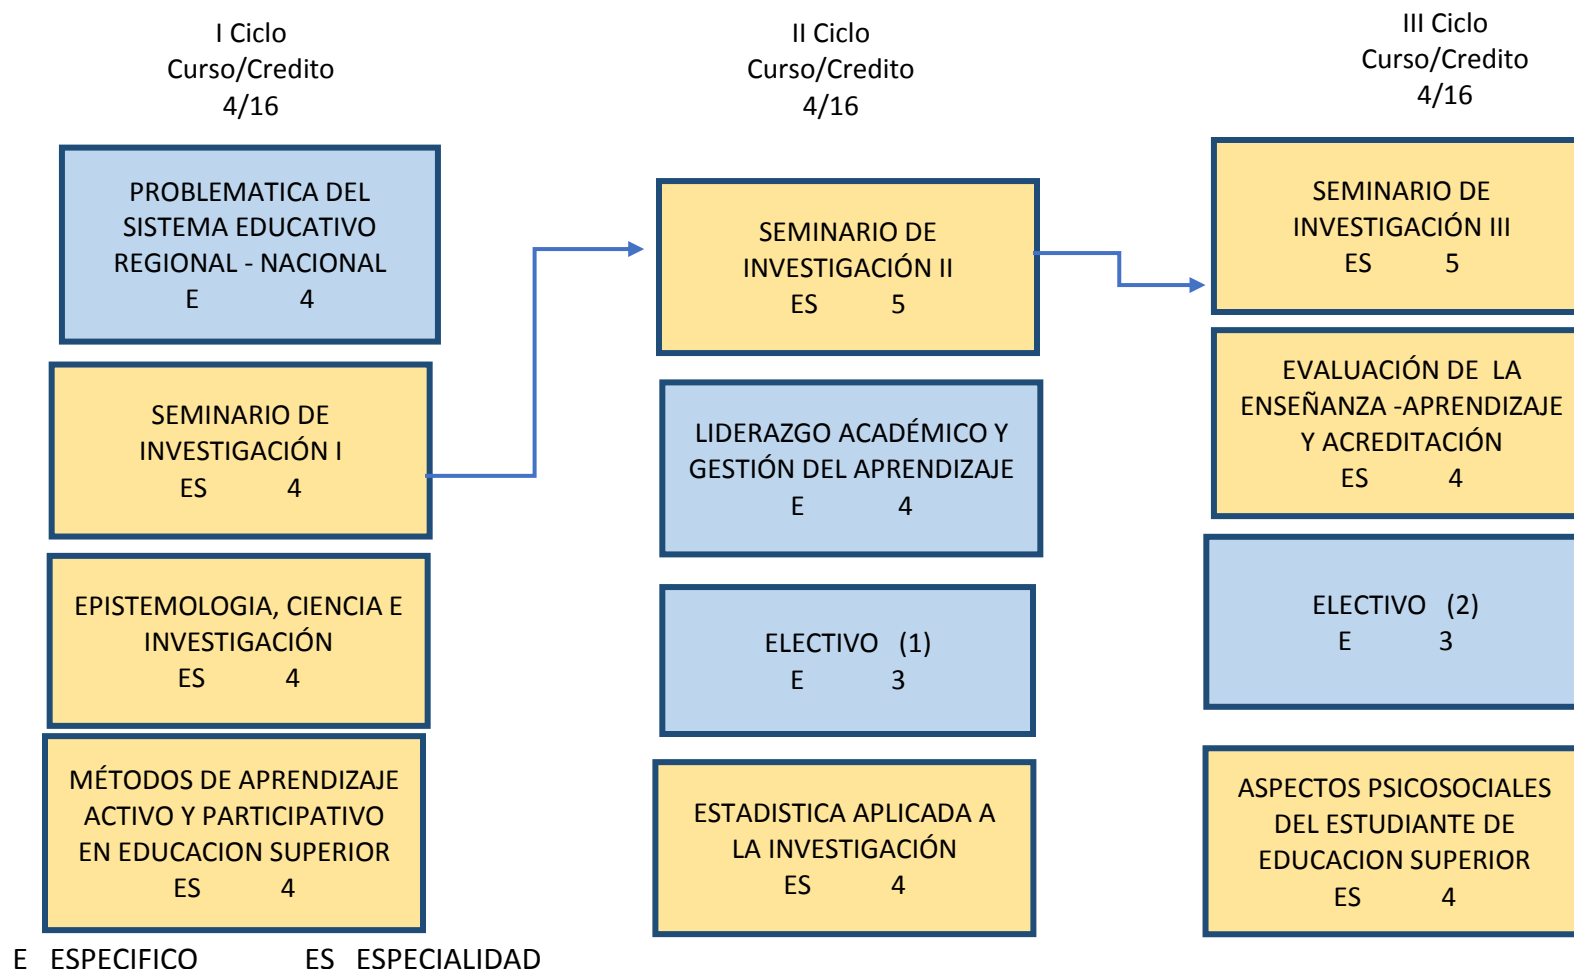 I Ciclo
Curso/Credito
4/16
PROBLEMATICA DEL
SISTEMA EDUCATIVO
REGIONAL - NACIONAL
E 4
SEMINARIO DE
INVESTIGACIÓN I
ES 4
EPISTEMOLOGIA, CIENCIA E
INVESTIGACIÓN
ES 4
MÉTODOS DE APRENDIZAJE
ACTIVO Y PARTICIPATIVO
EN EDUCACION SUPERIOR
ES 4
II Ciclo
Curso/Credito
4/16
SEMINARIO DE
INVESTIGACIÓN II
ES 5
LIDERAZGO ACADÉMICO Y
GESTIÓN DEL APRENDIZAJE
E 4
ELECTIVO (1)
E 3
ESTADISTICA APLICADA A
LA INVESTIGACIÓN
ES 4
III Ciclo
Curso/Credito
4/16
SEMINARIO DE
INVESTIGACIÓN III
ES 5
EVALUACIÓN DE LA
ENSEÑANZA -APRENDIZAJE
Y ACREDITACIÓN
ES 4
ELECTIVO (2)
E 3
ASPECTOS PSICOSOCIALES
DEL ESTUDIANTE DE
EDUCACION SUPERIOR
ES 4
E ESPECIFICO ES ESPECIALIDAD